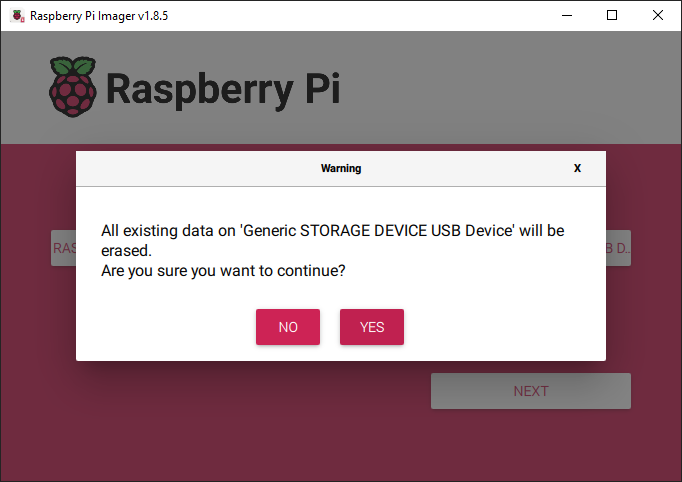 Raspberry Pi Imager v1.8.5
Raspberry Pi
Warning
X
All existing data on 'Generic STORAGE DEVICE USB Device' will be
erased.
Are you sure you want to continue?
NO YES
NEXT